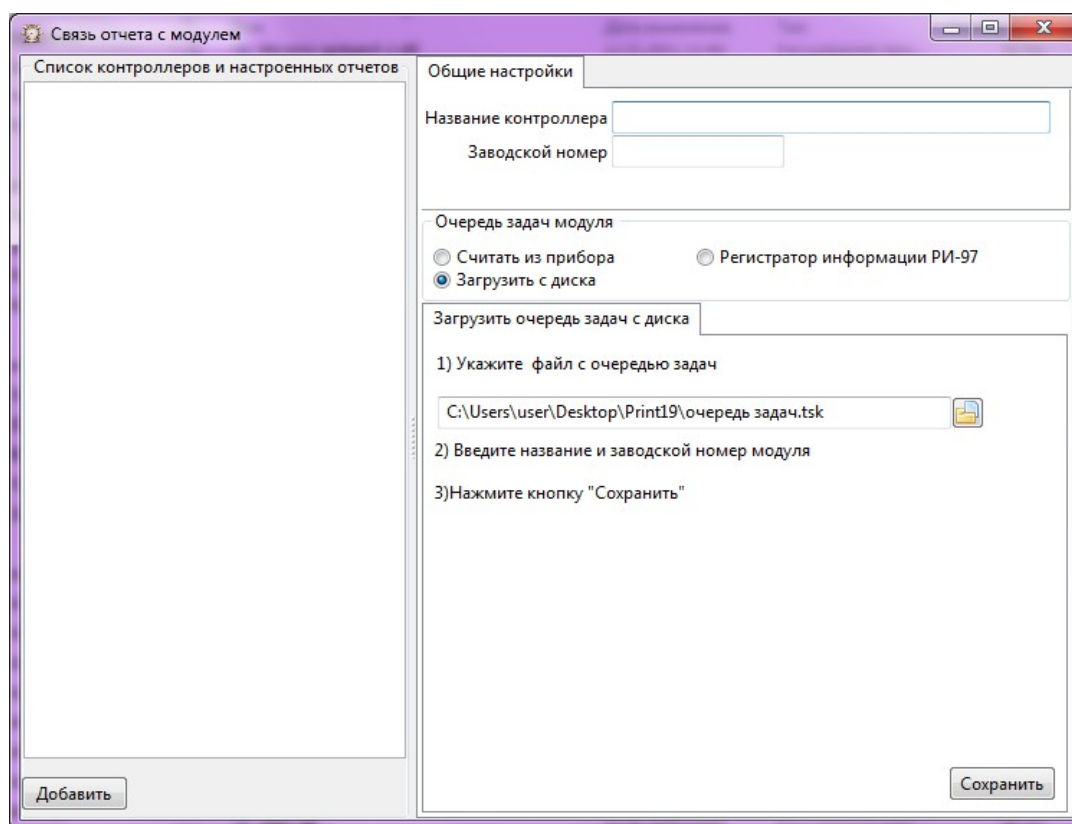 Связь отчета с модулем
Список контроллеров и настроенных отчетов
Общие настройки
Название контроллера
Заводской номер
Очередь задач модуля
Считать из прибора
Регистратор информации РИ-97
Загрузить с диска
Загрузить очередь задач с диска
1) Укажите  файл с очередью задач
C:\Users\user\Desktop\Print19\очередь задач.tsk
2) Введите название и заводской номер модуля
3)Нажмите кнопку "Сохранить"
Добавить
Сохранить